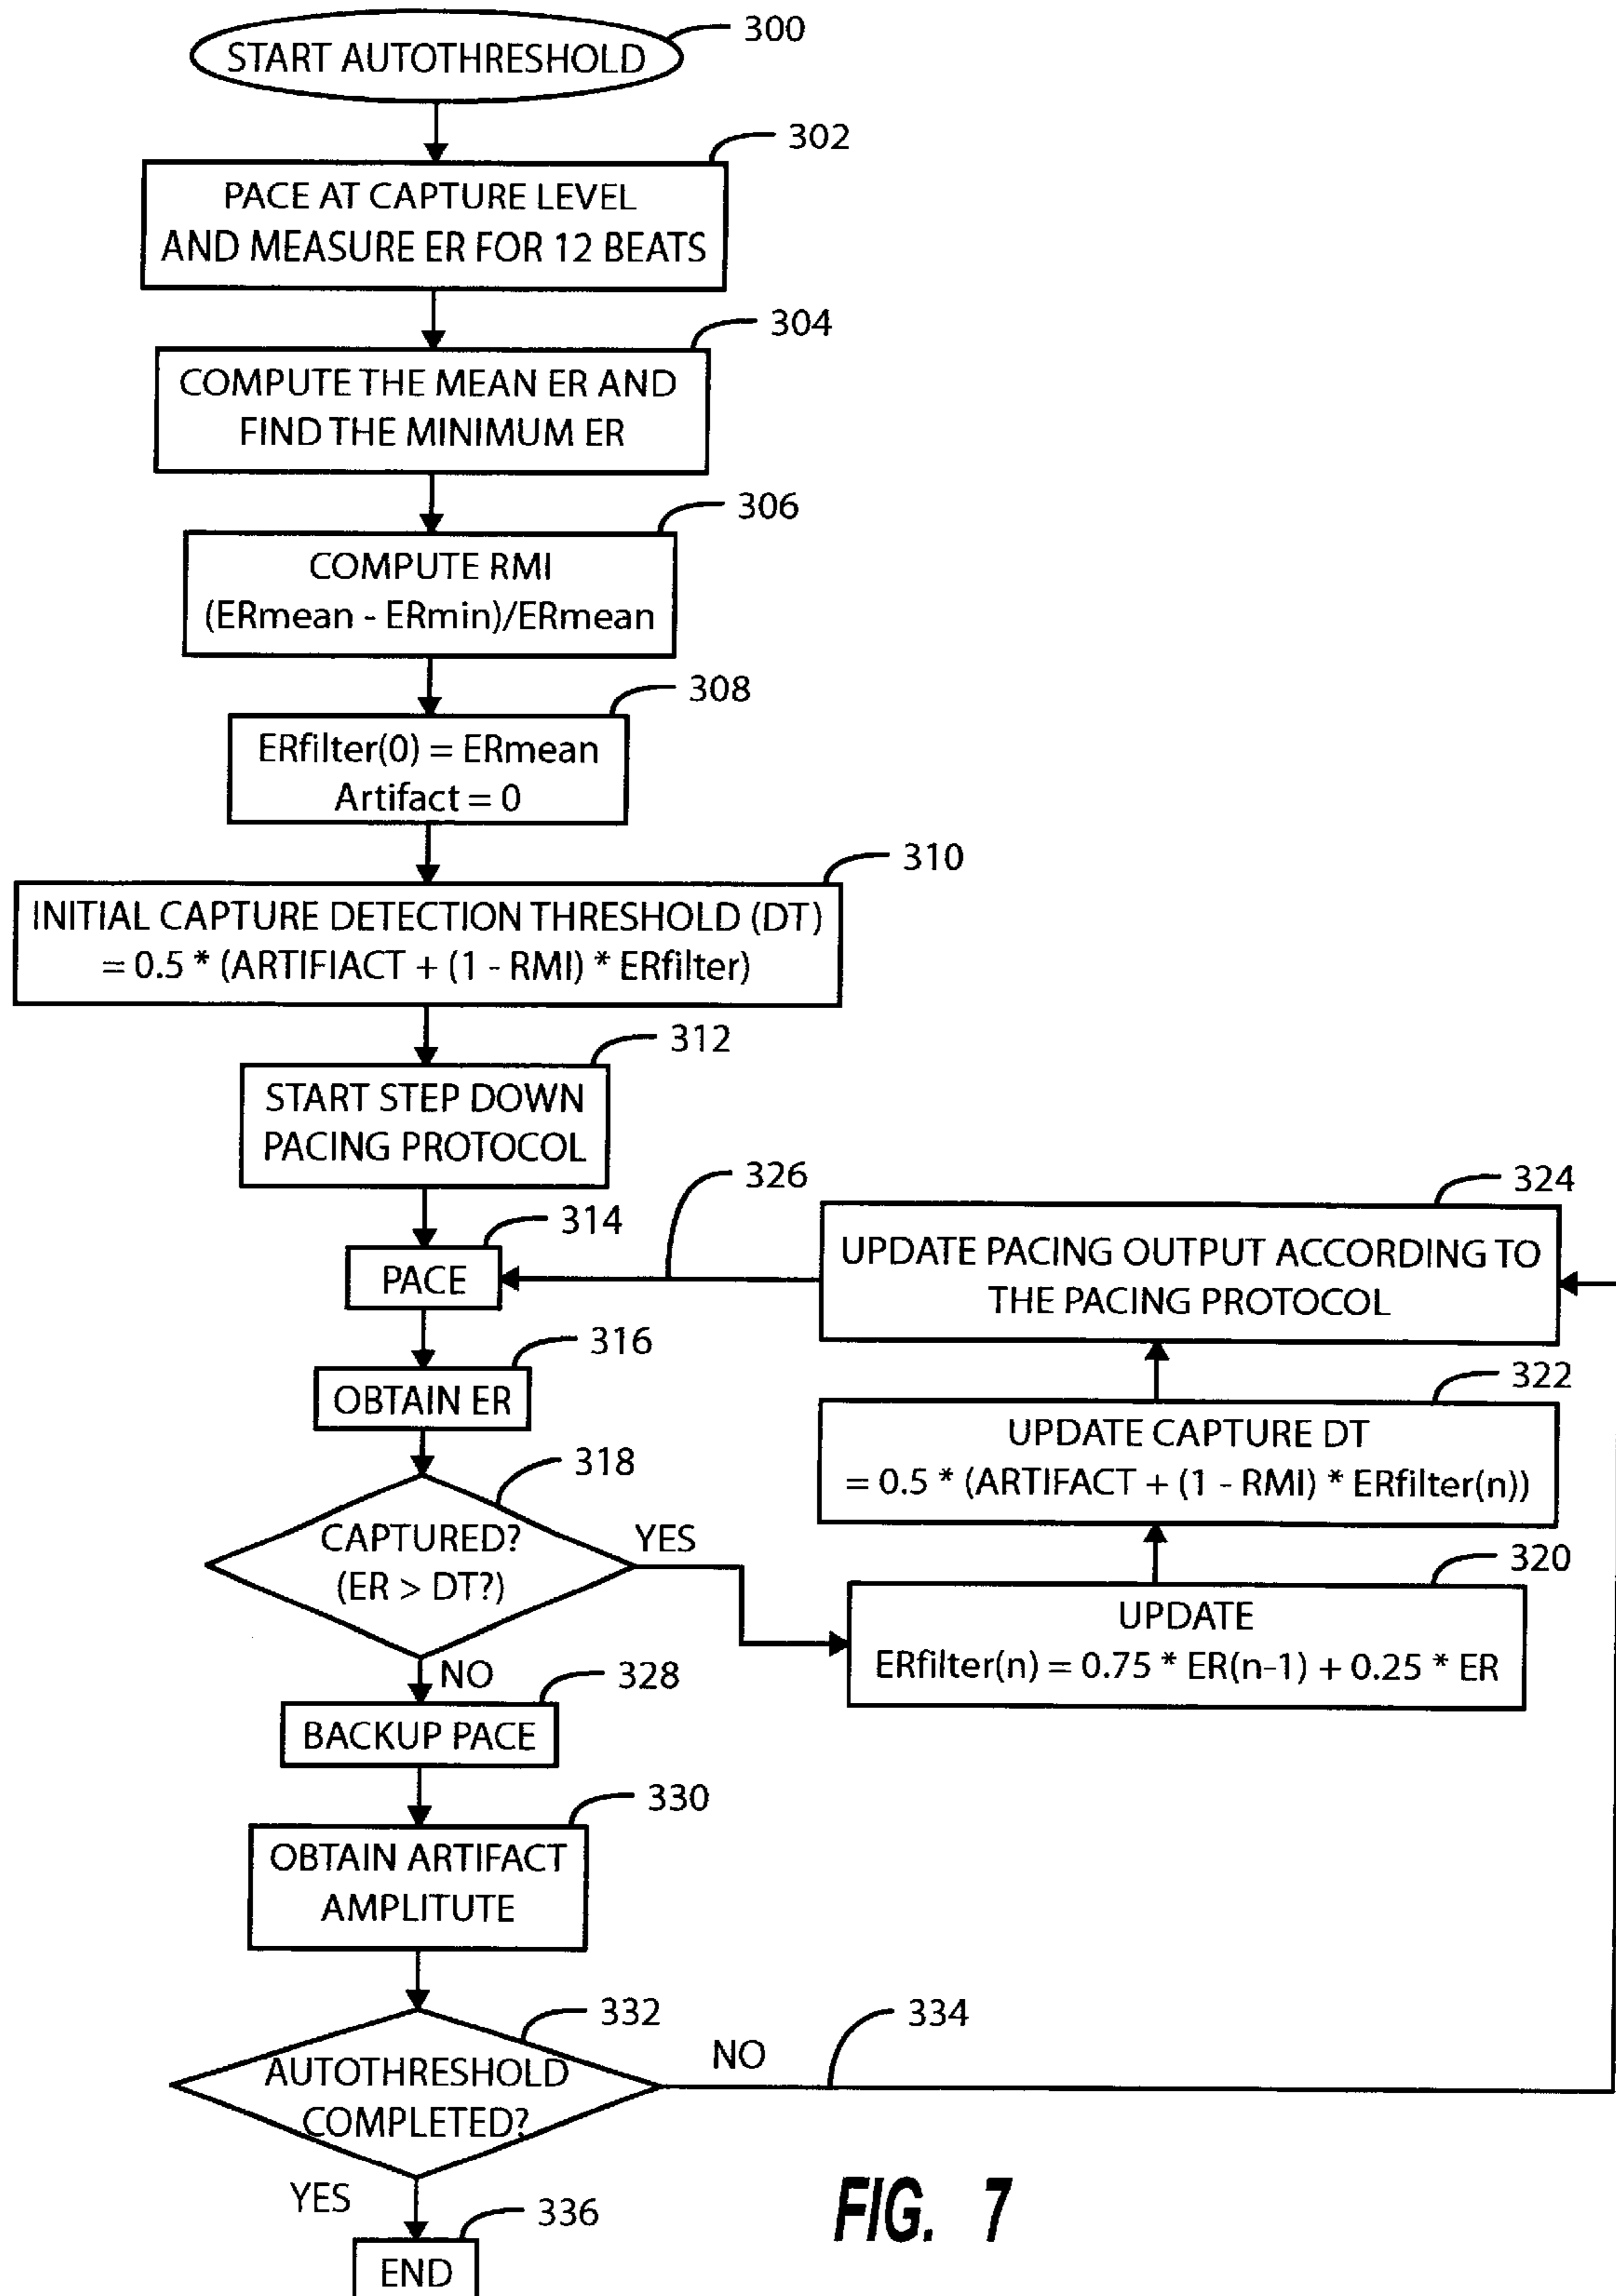 START AUTOTHRESHOLD
300
302
PACE AT CAPTURE LEVEL
AND MEASURE ER FOR 12 BEATS
304
COMPUTE THE MEAN ER AND
FIND THE MINIMUM ER
306
COMPUTE RMI
(ERmean - ERmin)/ERmean
308
ERfilter(0) = ERmean
Artifact = 0
310
INITIAL CAPTURE DETECTION THRESHOLD (DT)
= 0.5 * (ARTIFIACT + (1 - RMI) * ERfilter)
312
START STEP DOWN
PACING PROTOCOL
314
PACE
316
OBTAIN ER
318
CAPTURED?
(ER > DT?)
YES
320
UPDATE
ERfilter(n) = 0.75 * ER(n-1) + 0.25 * ER
322
UPDATE CAPTURE DT
= 0.5 * (ARTIFACT + (1 - RMI) * ERfilter(n))
324
UPDATE PACING OUTPUT ACCORDING TO
THE PACING PROTOCOL
326
NO
328
BACKUP PACE
330
OBTAIN ARTIFACT
AMPLITUTE
332
AUTOTHRESHOLD
COMPLETED?
NO
334
YES
336
END
FIG. 7